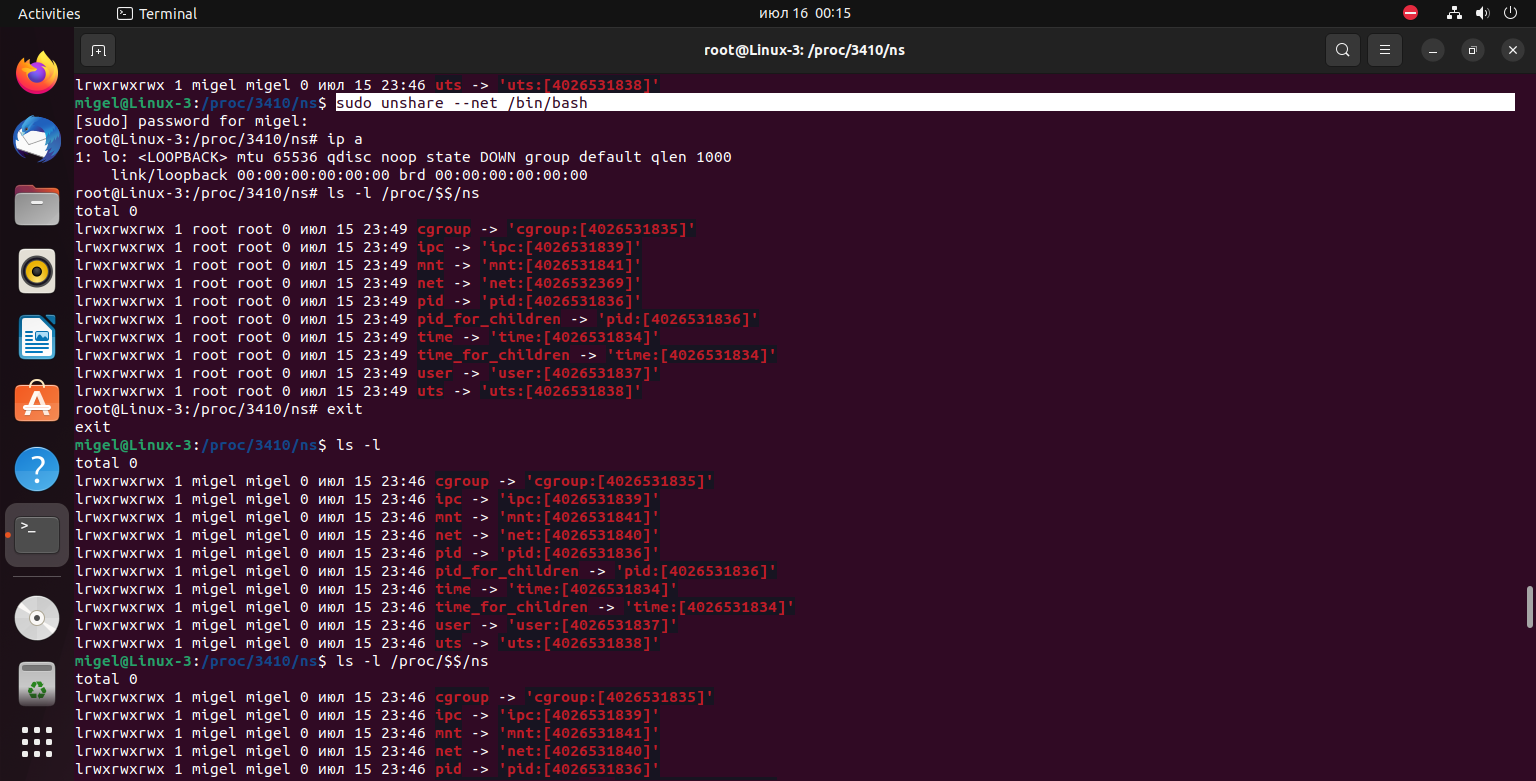 Activities Terminal июл 16 00:15
root@Linux-3: /proc/3410/ns
lrwxrwxrwx 1 migel migel 0 июл 15 23:46 uts -> 'uts:[4026531838]'
migel@Linux-3:/proc/3410/ns$ sudo unshare --net /bin/bash
[sudo] password for migel:
root@Linux-3:/proc/3410/ns# ip a
1: lo: <LOOPBACK> mtu 65536 qdisc noop state DOWN group default qlen 1000
    link/loopback 00:00:00:00:00:00 brd 00:00:00:00:00:00
root@Linux-3:/proc/3410/ns# ls -l /proc/$$/ns
total 0
lrwxrwxrwx 1 root root 0 июл 15 23:49 cgroup -> 'cgroup:[4026531835]'
lrwxrwxrwx 1 root root 0 июл 15 23:49 ipc -> 'ipc:[4026531839]'
lrwxrwxrwx 1 root root 0 июл 15 23:49 mnt -> 'mnt:[4026531841]'
lrwxrwxrwx 1 root root 0 июл 15 23:49 net -> 'net:[4026532369]'
lrwxrwxrwx 1 root root 0 июл 15 23:49 pid -> 'pid:[4026531836]'
lrwxrwxrwx 1 root root 0 июл 15 23:49 pid_for_children -> 'pid:[4026531836]'
lrwxrwxrwx 1 root root 0 июл 15 23:49 time -> 'time:[4026531834]'
lrwxrwxrwx 1 root root 0 июл 15 23:49 time_for_children -> 'time:[4026531834]'
lrwxrwxrwx 1 root root 0 июл 15 23:49 user -> 'user:[4026531837]'
lrwxrwxrwx 1 root root 0 июл 15 23:49 uts -> 'uts:[4026531838]'
root@Linux-3:/proc/3410/ns# exit
exit
migel@Linux-3:/proc/3410/ns$ ls -l
total 0
lrwxrwxrwx 1 migel migel 0 июл 15 23:46 cgroup -> 'cgroup:[4026531835]'
lrwxrwxrwx 1 migel migel 0 июл 15 23:46 ipc -> 'ipc:[4026531839]'
lrwxrwxrwx 1 migel migel 0 июл 15 23:46 mnt -> 'mnt:[4026531841]'
lrwxrwxrwx 1 migel migel 0 июл 15 23:46 net -> 'net:[4026531840]'
lrwxrwxrwx 1 migel migel 0 июл 15 23:46 pid -> 'pid:[4026531836]'
lrwxrwxrwx 1 migel migel 0 июл 15 23:46 pid_for_children -> 'pid:[4026531836]'
lrwxrwxrwx 1 migel migel 0 июл 15 23:46 time -> 'time:[4026531834]'
lrwxrwxrwx 1 migel migel 0 июл 15 23:46 time_for_children -> 'time:[4026531834]'
lrwxrwxrwx 1 migel migel 0 июл 15 23:46 user -> 'user:[4026531837]'
lrwxrwxrwx 1 migel migel 0 июл 15 23:46 uts -> 'uts:[4026531838]'
migel@Linux-3:/proc/3410/ns$ ls -l /proc/$$/ns
total 0
lrwxrwxrwx 1 migel migel 0 июл 15 23:46 cgroup -> 'cgroup:[4026531835]'
lrwxrwxrwx 1 migel migel 0 июл 15 23:46 ipc -> 'ipc:[4026531839]'
lrwxrwxrwx 1 migel migel 0 июл 15 23:46 mnt -> 'mnt:[4026531841]'
lrwxrwxrwx 1 migel migel 0 июл 15 23:46 net -> 'net:[4026531840]'
lrwxrwxrwx 1 migel migel 0 июл 15 23:46 pid -> 'pid:[4026531836]'